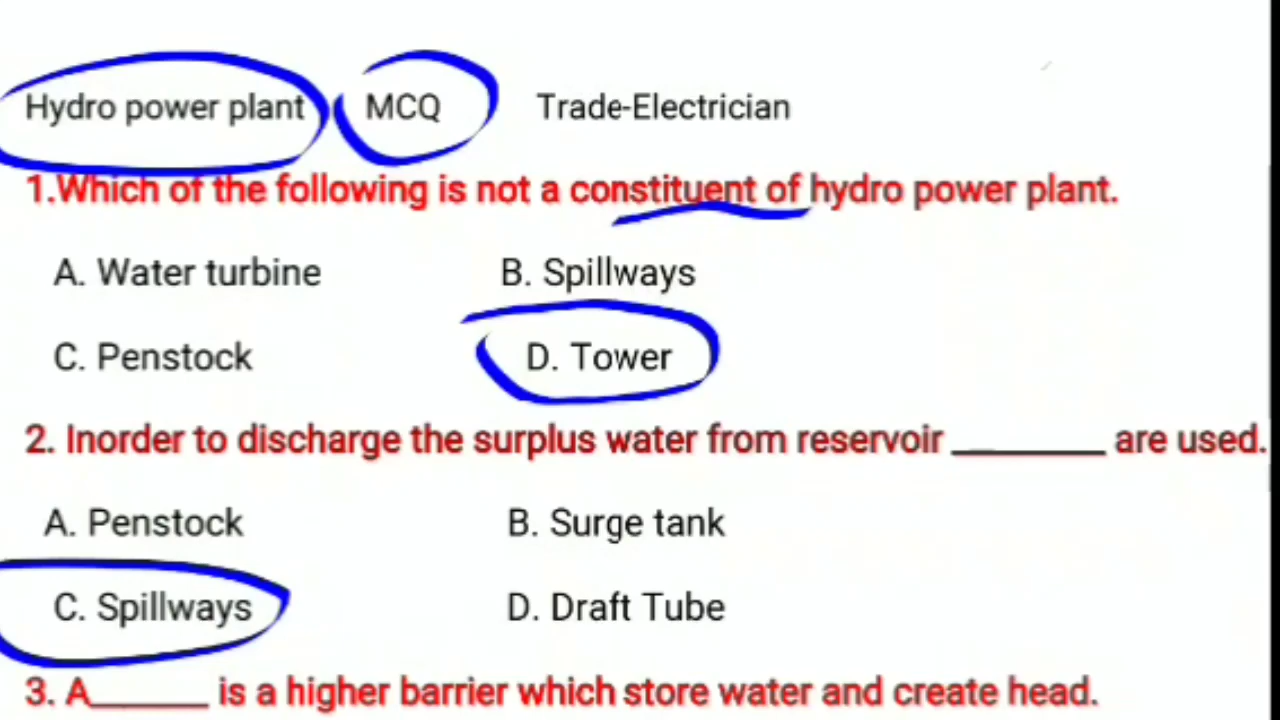 Hydro power plant MCQ Trade-Electrician
1.Which of the following is not a constituent of hydro power plant.
A. Water turbine B. Spillways
C. Penstock D. Tower
2. Inorder to discharge the surplus water from reservoir ________ are used.
A. Penstock B. Surge tank
C. Spillways D. Draft Tube
3. A______ is a higher barrier which store water and create head.